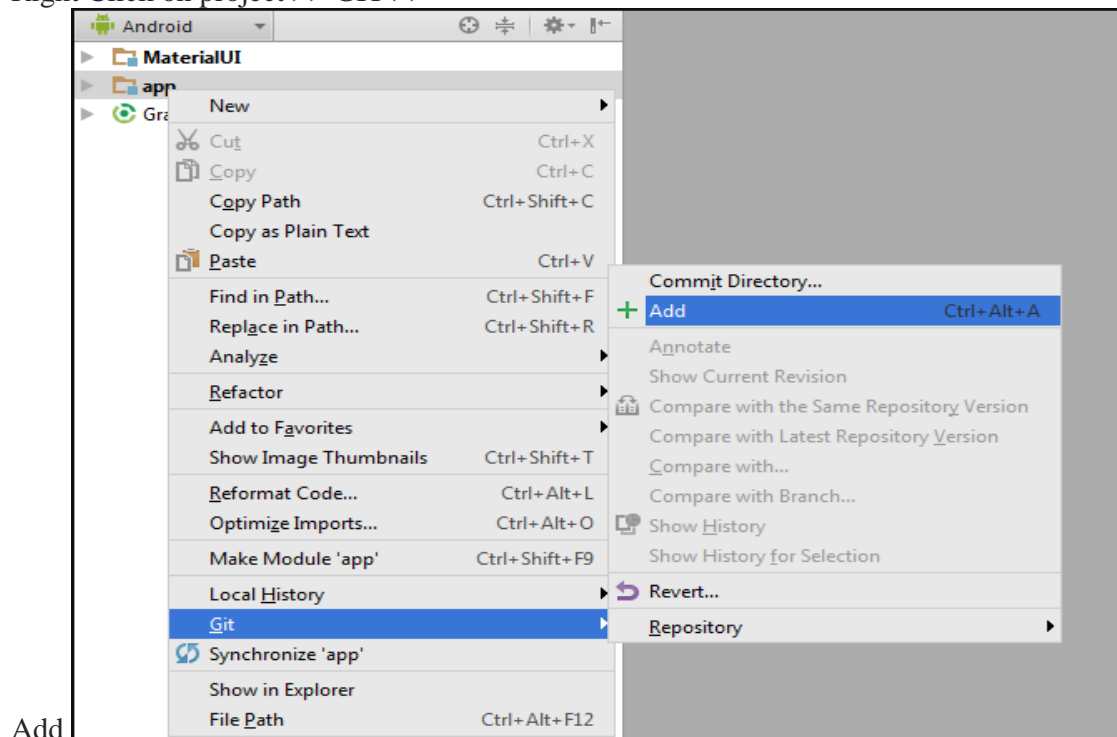 Android
MaterialUI
app
Gra
New
Cut Ctrl+X
Copy Ctrl+C
Copy Path Ctrl+Shift+C
Copy as Plain Text
Paste Ctrl+V
Find in Path... Ctrl+Shift+F
Replace in Path... Ctrl+Shift+R
Analyze
Refactor
Add to Favorites
Show Image Thumbnails Ctrl+Shift+T
Reformat Code... Ctrl+Alt+L
Optimize Imports... Ctrl+Alt+O
Make Module 'app' Ctrl+Shift+F9
Local History
Git
Synchronize 'app'
Show in Explorer
File Path Ctrl+Alt+F12
Commit Directory...
Add Ctrl+Alt+A
Annotate
Show Current Revision
Compare with the Same Repository Version
Compare with Latest Repository Version
Compare with...
Compare with Branch...
Show History
Show History for Selection
Revert...
Repository
Add